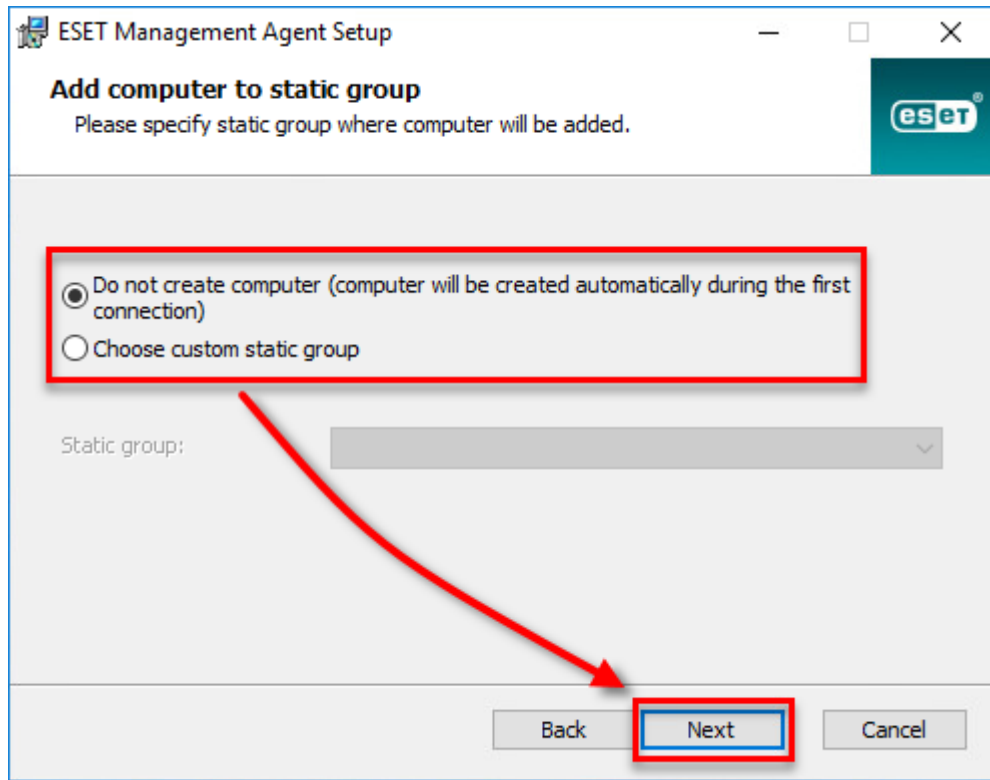 ESET Management Agent Setup
Add computer to static group
Please specify static group where computer will be added.
eset®
Do not create computer (computer will be created automatically during the first
connection)
Choose custom static group
Static group:
Back
Next
Cancel